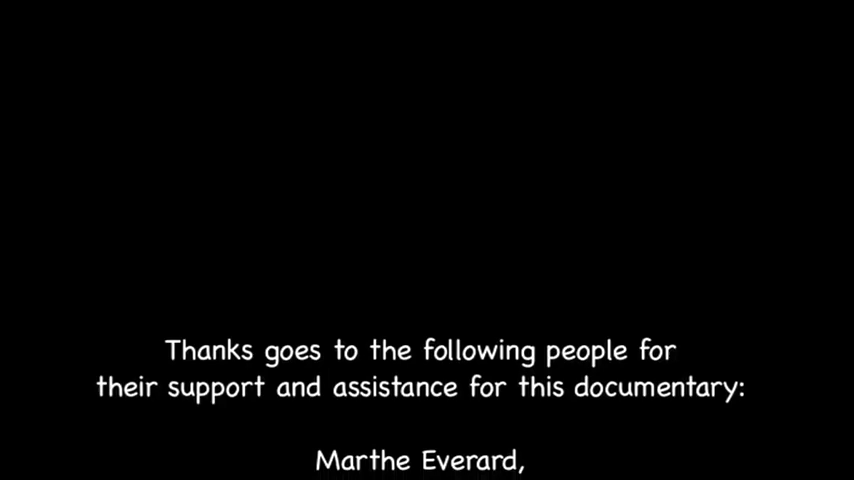 Thanks goes to the following people for
their support and assistance for this documentary:
Marthe Everard,